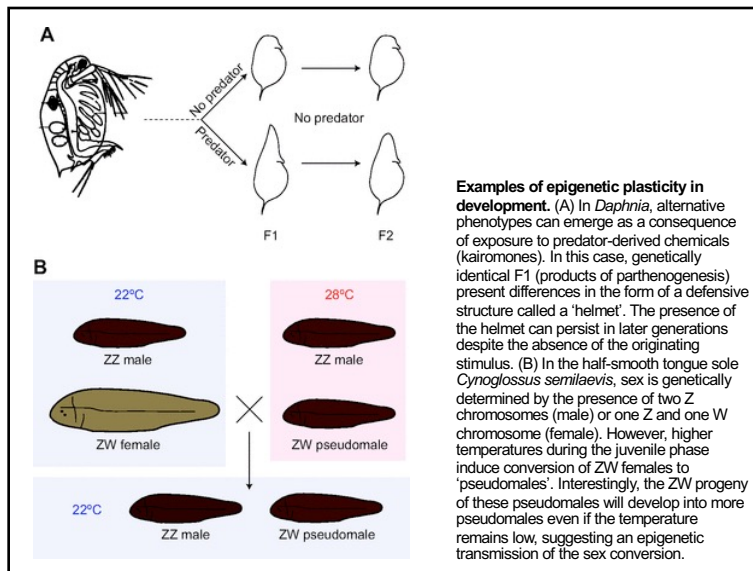 A
No predator
Predator
No predator
F1
F2
B
22ºC
28ºC
ZZ male
ZZ male
ZW female
ZW pseudomale
22ºC
ZZ male
ZW pseudomale
Examples of epigenetic plasticity in
development. (A) In Daphnia, alternative
phenotypes can emerge as a consequence
of exposure to predator-derived chemicals
(kairomones). In this case, genetically
identical F1 (products of parthenogenesis)
present differences in the form of a defensive
structure called a ‘helmet’. The presence of
the helmet can persist in later generations
despite the absence of the originating
stimulus. (B) In the half-smooth tongue sole
Cynoglossus semilaevis, sex is genetically
determined by the presence of two Z
chromosomes (male) or one Z and one W
chromosome (female). However, higher
temperatures during the juvenile phase
induce conversion of ZW females to
‘pseudomales’. Interestingly, the ZW progeny
of these pseudomales will develop into more
pseudomales even if the temperature
remains low, suggesting an epigenetic
transmission of the sex conversion.